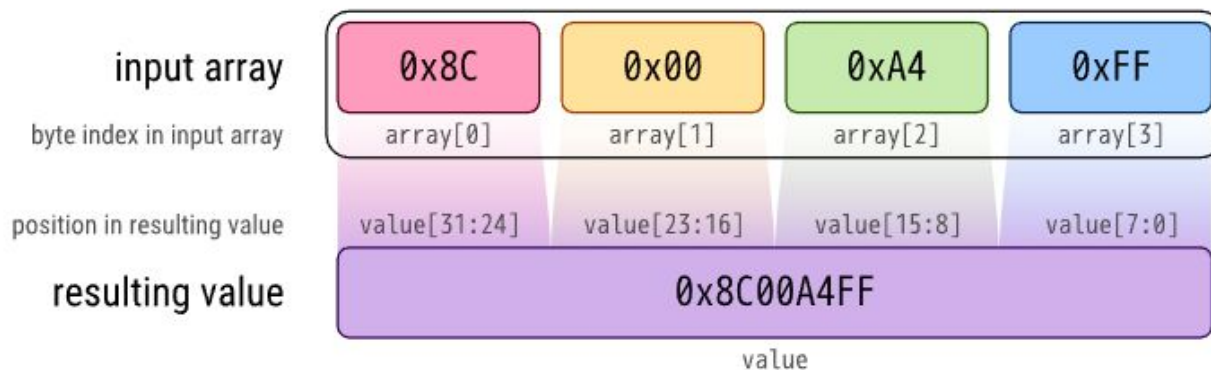 input array 0x8C 0x00 0xA4 0xFF
byte index in input array array[0] array[1] array[2] array[3]
position in resulting value value[31:24] value[23:16] value[15:8] value[7:0]
resulting value 0x8C00A4FF
value